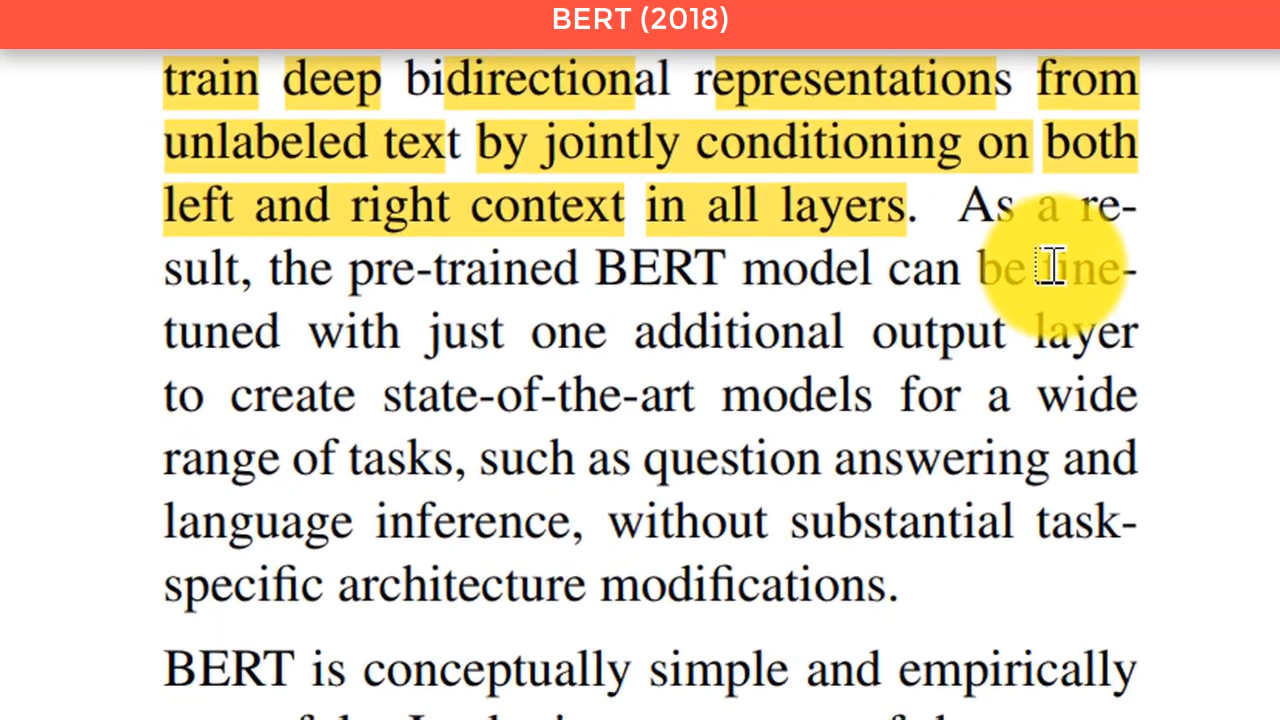 BERT (2018)
train deep bidirectional representations from
unlabeled text by jointly conditioning on both
left and right context in all layers. As a re-
sult, the pre-trained BERT model can be fine-
tuned with just one additional output layer
to create state-of-the-art models for a wide
range of tasks, such as question answering and
language inference, without substantial task-
specific architecture modifications.
BERT is conceptually simple and empirically